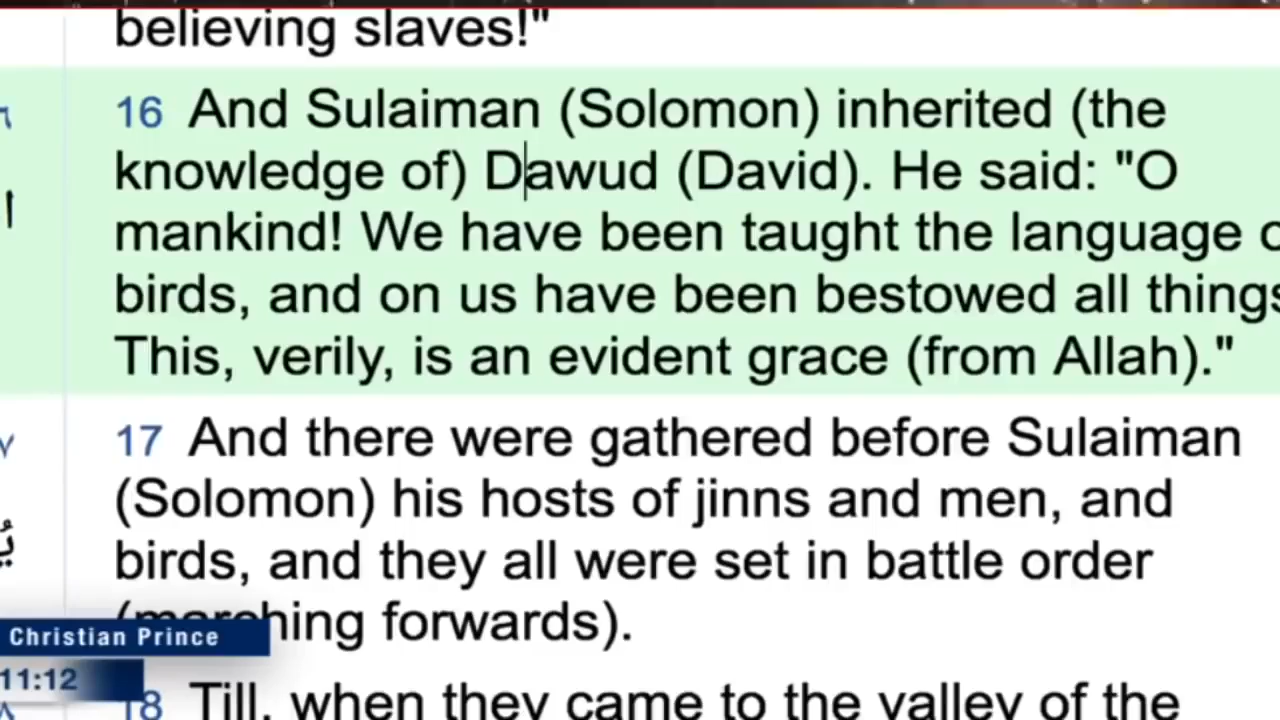 believing slaves!"
16 And Sulaiman (Solomon) inherited (the
knowledge of) Dawud (David). He said: "O
mankind! We have been taught the language
birds, and on us have been bestowed all things
This, verily, is an evident grace (from Allah)."
17 And there were gathered before Sulaiman
(Solomon) his hosts of jinns and men, and
birds, and they all were set in battle order
(marching forwards).
Christian Prince
11:12
18 Till, when they came to the valley of the